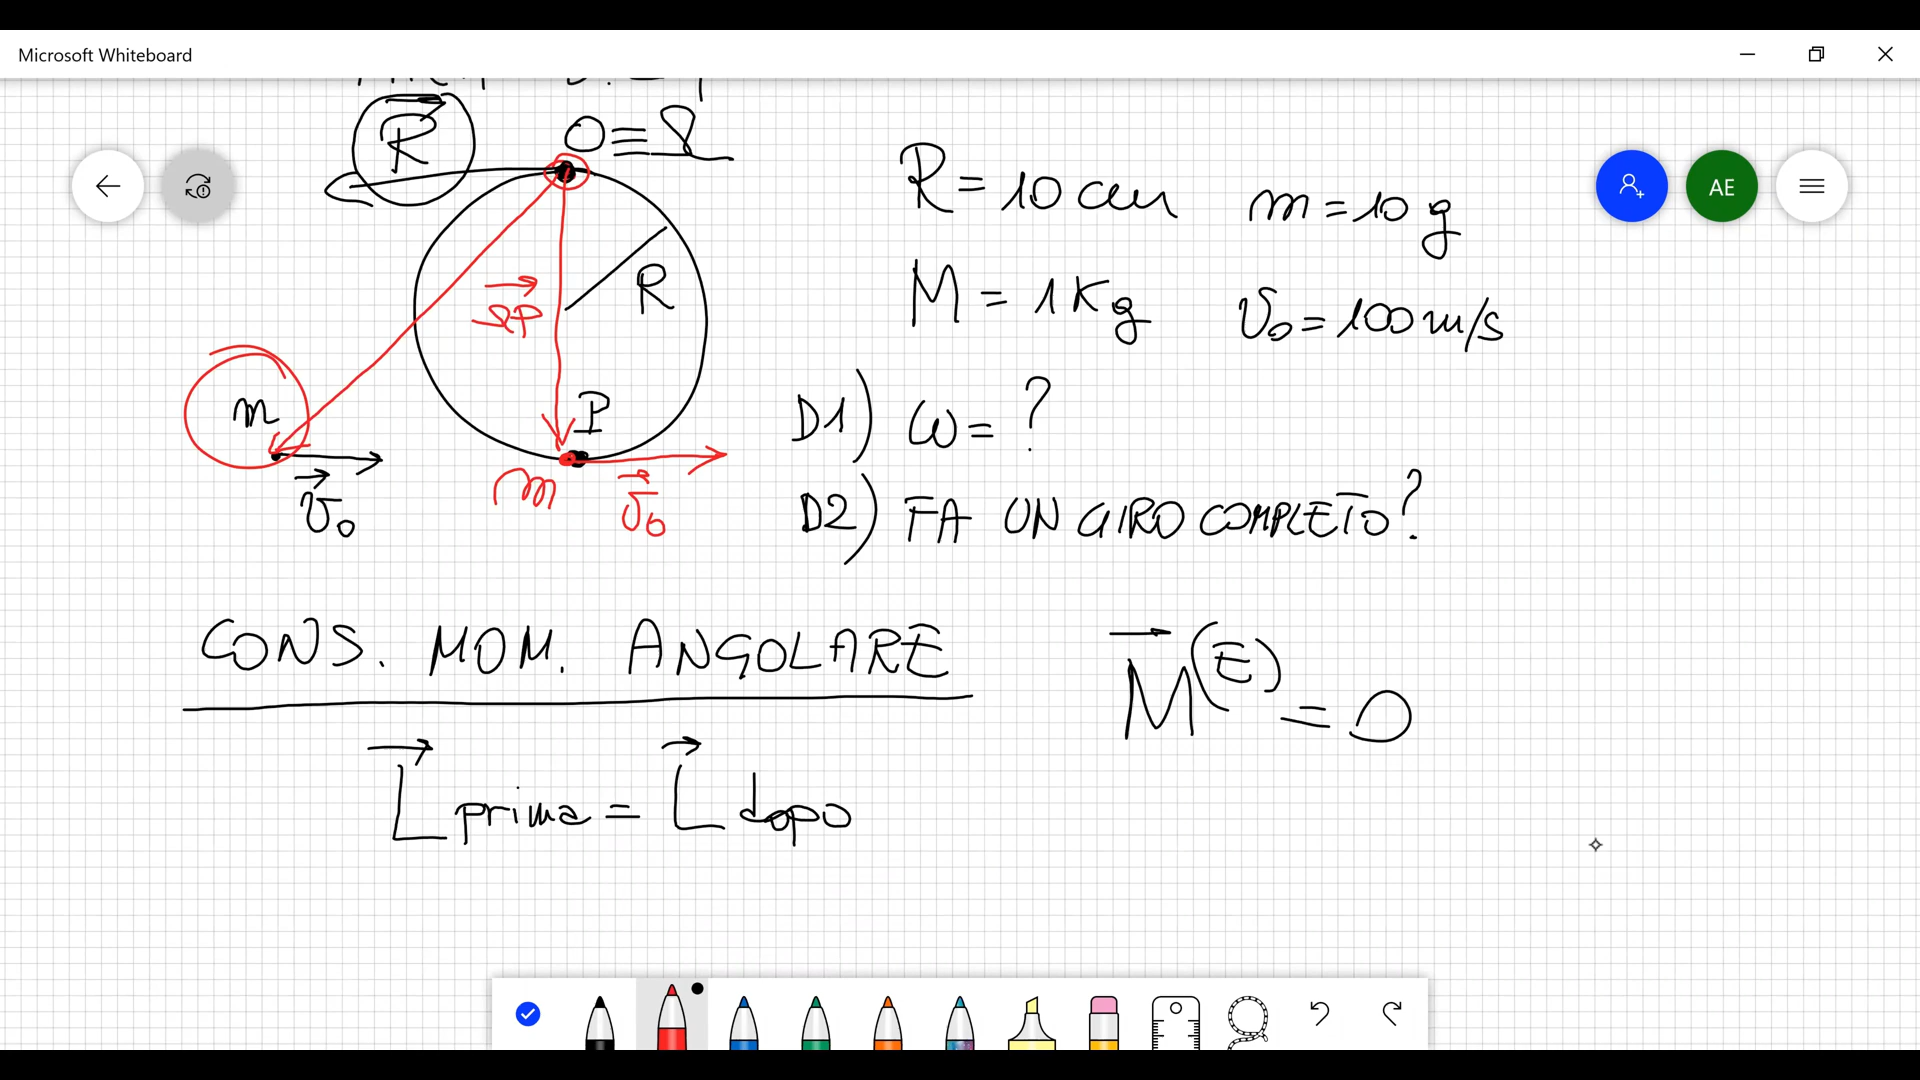 Microsoft Whiteboard
R⃗
O≡Ω
R = 10 cm
m = 10 g
AE
R
ΩP⃗
M = 1 Kg
v₀ = 100 m/s
m
P
D1) ω = ?
m
v⃗₀
v⃗₀
D2) FA UN GIRO COMPLETO?
CONS. MOM. ANGOLARE
M⃗^(E) = 0
L⃗ prima = L⃗ dopo